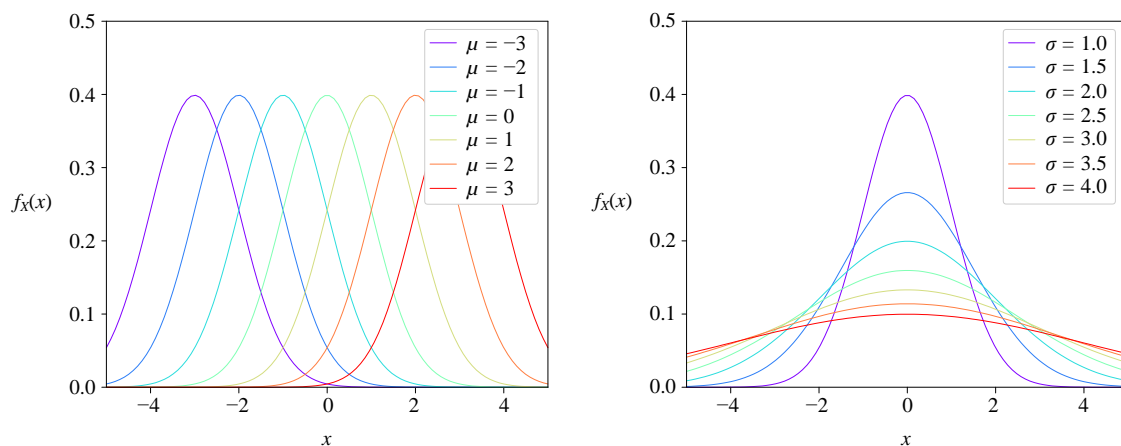 0.5
0.4
0.3
0.2
0.1
0.0
f_X(x)
−4
−2
0
2
4
x
μ = −3
μ = −2
μ = −1
μ = 0
μ = 1
μ = 2
μ = 3
0.5
0.4
0.3
0.2
0.1
0.0
f_X(x)
−4
−2
0
2
4
x
σ = 1.0
σ = 1.5
σ = 2.0
σ = 2.5
σ = 3.0
σ = 3.5
σ = 4.0